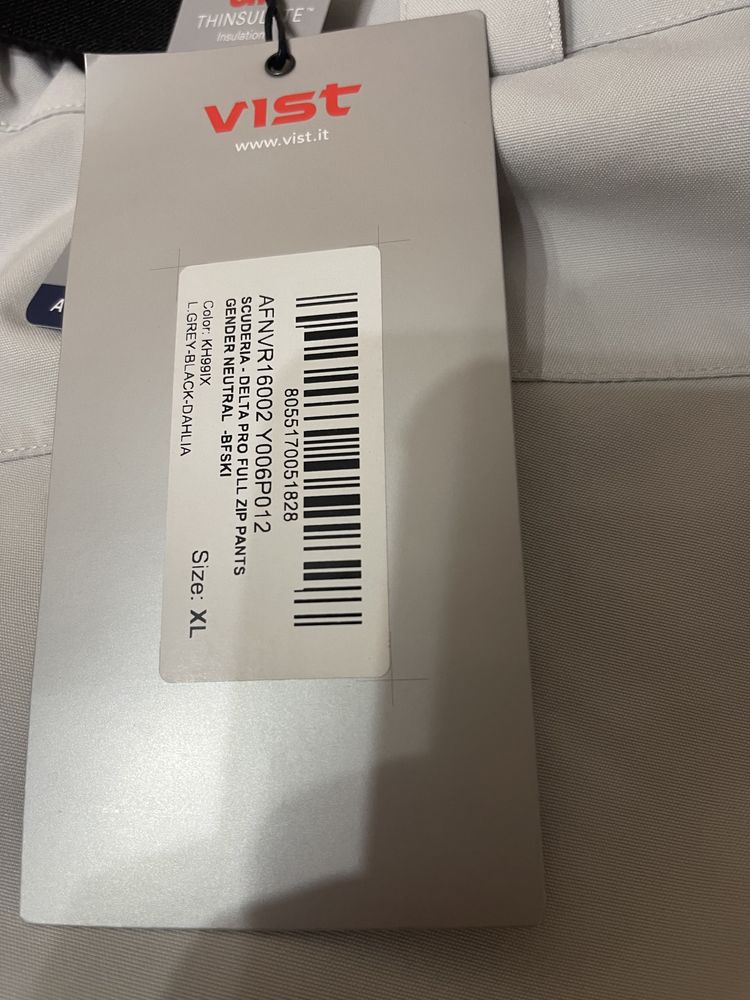 THINSULATE™
Insulation
VIST
www.vist.it
8055170051828
AFNVR16002 Y006P012
SCUDERIA - DELTA PRO FULL ZIP PANTS
GENDER NEUTRAL -BFSKI
Color: KH99IX
L.GREY-BLACK-DAHLIA
Size: XL